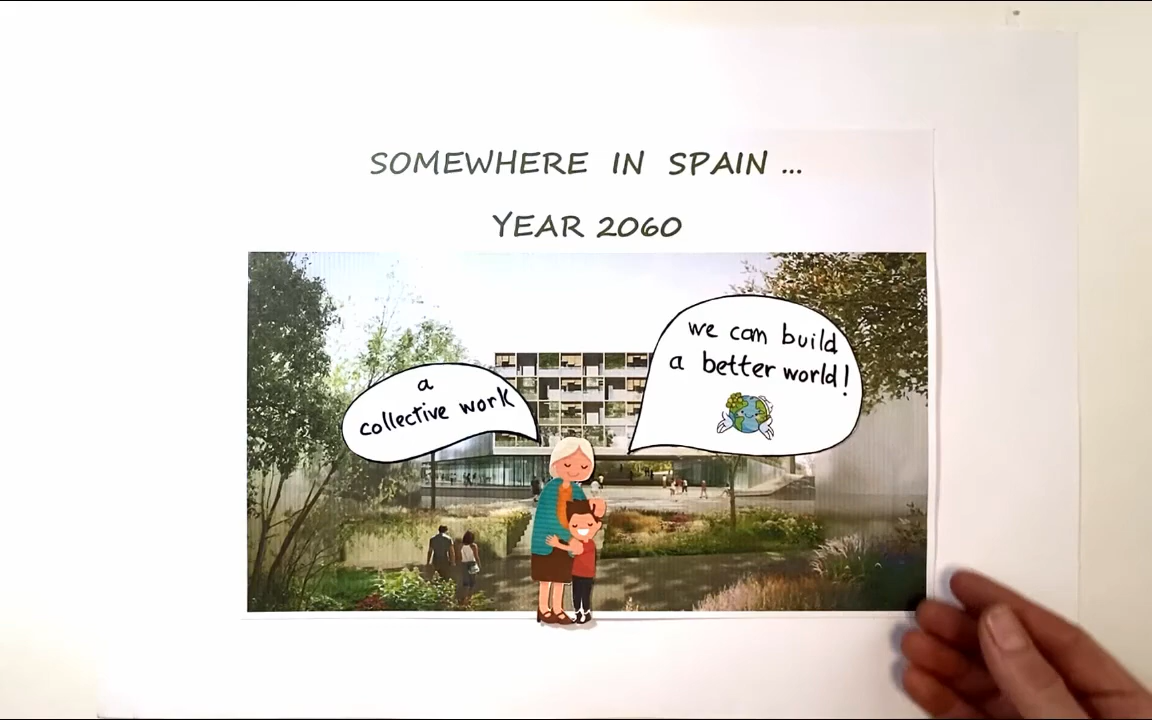 SOMEWHERE IN SPAIN ...
YEAR 2060
a
collective work
we can build
a better world!